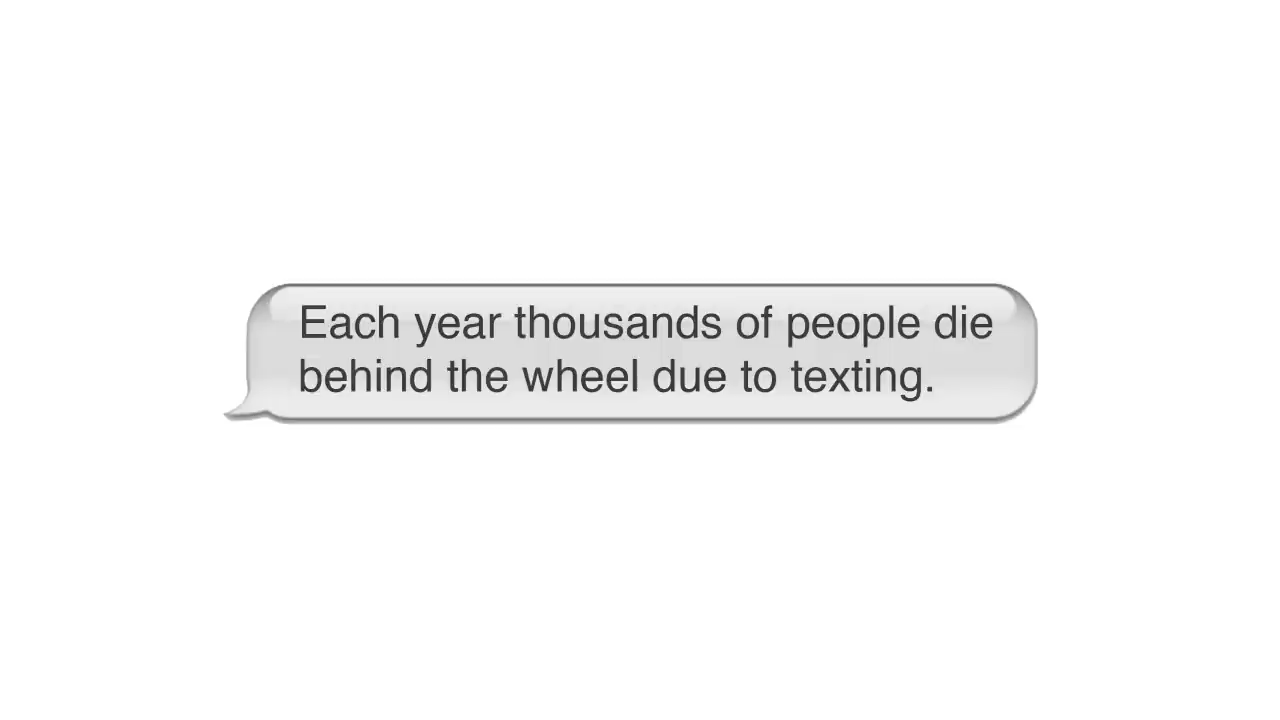 Each year thousands of people die
behind the wheel due to texting.